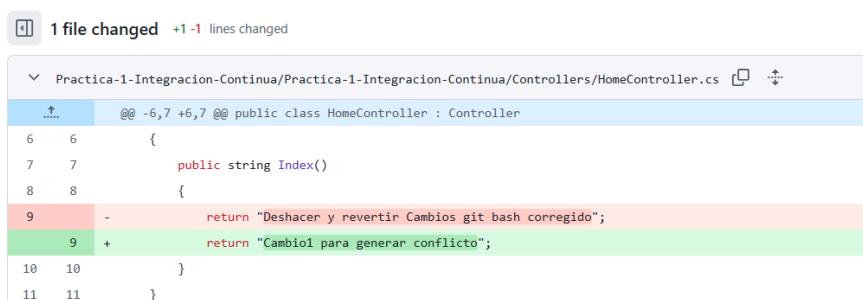 1 file changed +1 -1 lines changed
Practica-1-Integracion-Continua/Practica-1-Integracion-Continua/Controllers/HomeController.cs
@@ -6,7 +6,7 @@ public class HomeController : Controller
6 6 {
7 7 public string Index()
8 8 {
9 - return "Deshacer y revertir Cambios git bash corregido";
9 + return "Cambio1 para generar conflicto";
10 10 }
11 11 }